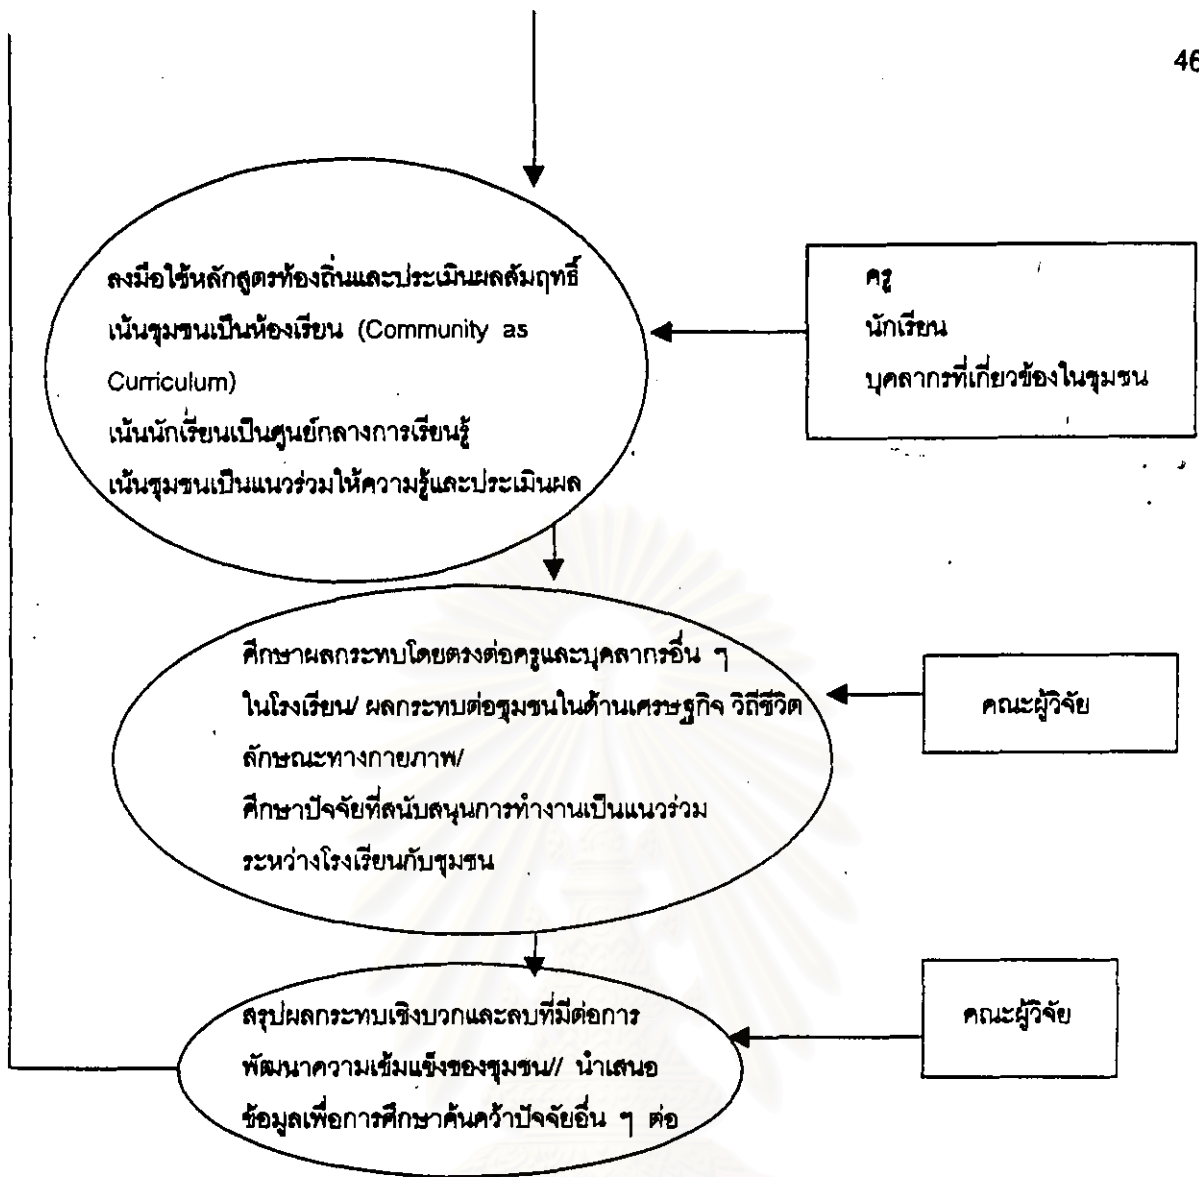 46
ลงมือใช้หลักสูตรท้องถิ่นและประเมินผลสัมฤทธิ์
เน้นชุมชนเป็นห้องเรียน (Community as
Curriculum)
เน้นนักเรียนเป็นศูนย์กลางการเรียนรู้
เน้นชุมชนเป็นแนวร่วมให้ความรู้และประเมินผล
ครู
นักเรียน
บุคลากรที่เกี่ยวข้องในชุมชน
ศึกษาผลกระทบโดยตรงต่อครูและบุคลากรอื่น ๆ
ในโรงเรียน/ ผลกระทบต่อชุมชนในด้านเศรษฐกิจ วิถีชีวิต
ลักษณะทางกายภาพ/
ศึกษาปัจจัยที่สนับสนุนการทำงานเป็นแนวร่วม
ระหว่างโรงเรียนกับชุมชน
คณะผู้วิจัย
สรุปผลกระทบเชิงบวกและลบที่มีต่อการ
พัฒนาความเข้มแข็งของชุมชน// นำเสนอ
ข้อมูลเพื่อการศึกษาค้นคว้าปัจจัยอื่น ๆ ต่อ
คณะผู้วิจัย